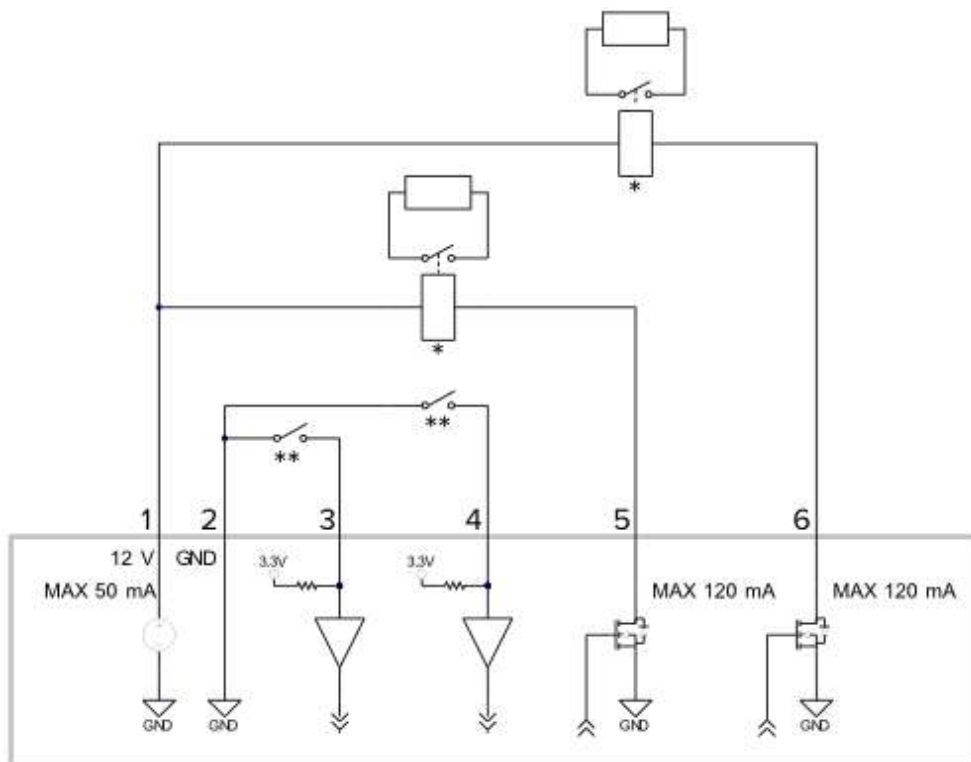 *
*
**
**
1 2 3 4 5 6
12 V GND 3.3V 3.3V
MAX 50 mA MAX 120 mA MAX 120 mA
GND GND GND GND